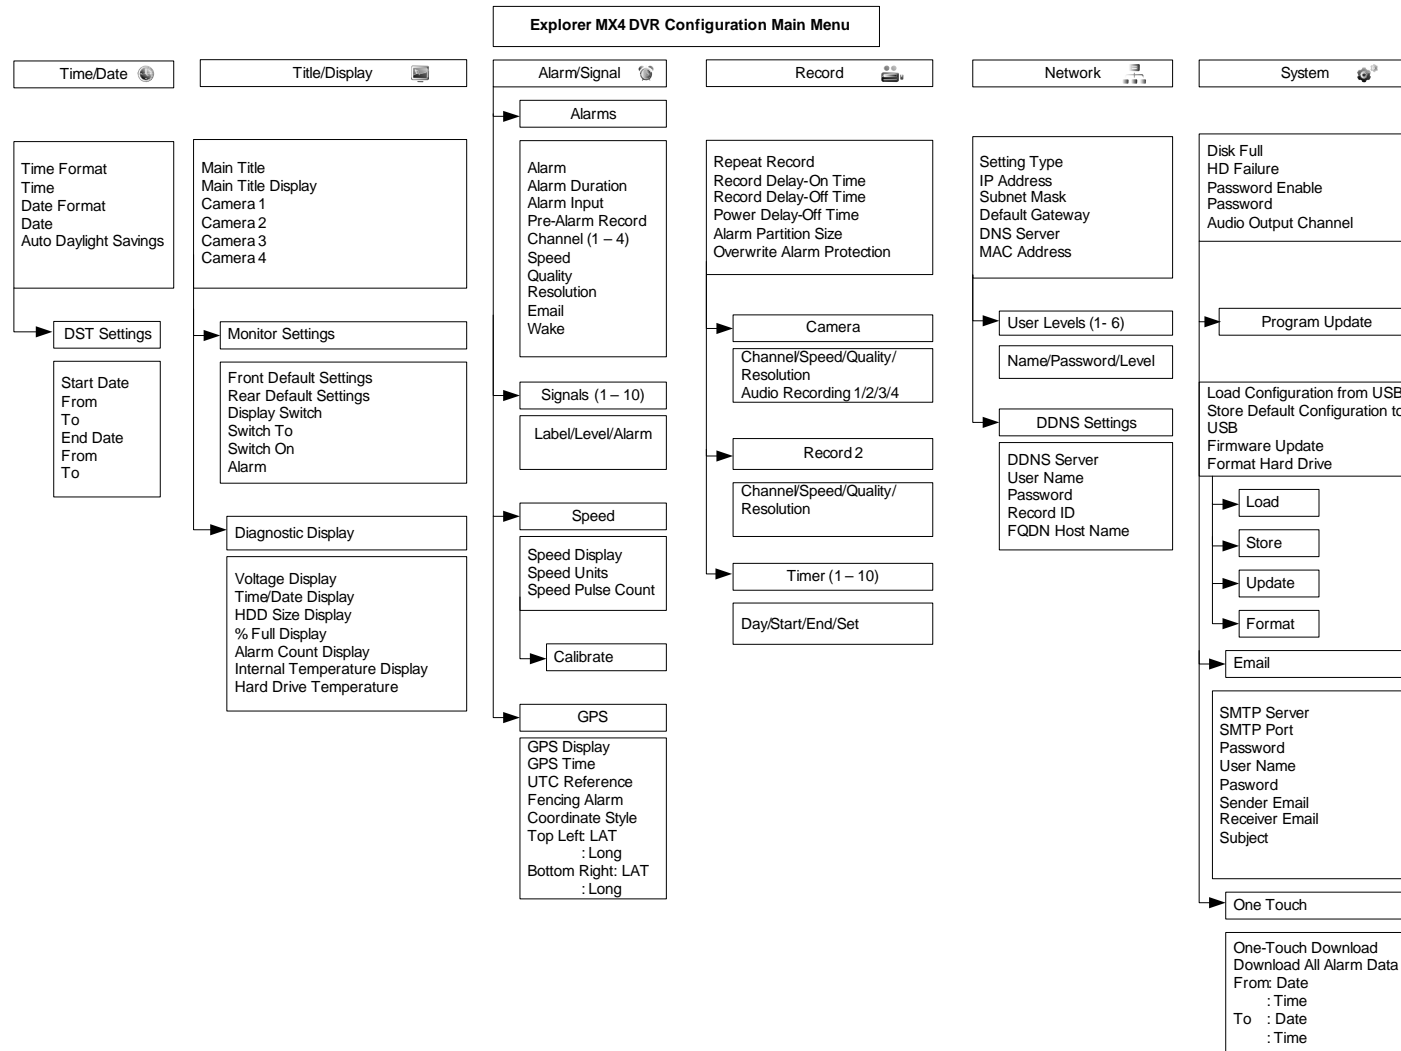 Explorer MX4 DVR Configuration Main Menu
Time/Date
Time Format
Time
Date Format
Date
Auto Daylight Savings
DST Settings
Start Date
From
To
End Date
From
To
Title/Display
Main Title
Main Title Display
Camera 1
Camera 2
Camera 3
Camera 4
Monitor Settings
Front Default Settings
Rear Default Settings
Display Switch
Switch To
Switch On
Alarm
Diagnostic Display
Voltage Display
Time/Date Display
HDD Size Display
% Full Display
Alarm Count Display
Internal Temperature Display
Hard Drive Temperature
Alarm/Signal
Alarms
Alarm
Alarm Duration
Alarm Input
Pre-Alarm Record
Channel (1 – 4)
Speed
Quality
Resolution
Email
Wake
Signals (1 – 10)
Label/Level/Alarm
Speed
Speed Display
Speed Units
Speed Pulse Count
Calibrate
GPS
GPS Display
GPS Time
UTC Reference
Fencing Alarm
Coordinate Style
Top Left: LAT
: Long
Bottom Right: LAT
: Long
Record
Repeat Record
Record Delay-On Time
Record Delay-Off Time
Power Delay-Off Time
Alarm Partition Size
Overwrite Alarm Protection
Camera
Channel/Speed/Quality/
Resolution
Audio Recording 1/2/3/4
Record 2
Channel/Speed/Quality/
Resolution
Timer (1 – 10)
Day/Start/End/Set
Network
Setting Type
IP Address
Subnet Mask
Default Gateway
DNS Server
MAC Address
User Levels (1- 6)
Name/Password/Level
DDNS Settings
DDNS Server
User Name
Password
Record ID
FQDN Host Name
System
Disk Full
HD Failure
Password Enable
Password
Audio Output Channel
Program Update
Load Configuration from USB
Store Default Configuration to
USB
Firmware Update
Format Hard Drive
Load
Store
Update
Format
Email
SMTP Server
SMTP Port
Password
User Name
Pasword
Sender Email
Receiver Email
Subject
One Touch
One-Touch Download
Download All Alarm Data
From: Date
: Time
To : Date
: Time